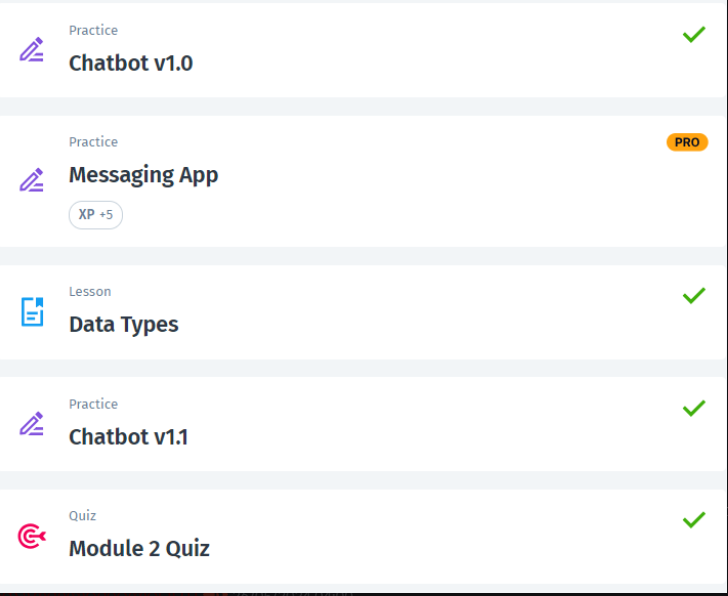 Practice
Chatbot v1.0
Practice
PRO
Messaging App
XP +5
Lesson
Data Types
Practice
Chatbot v1.1
Quiz
Module 2 Quiz